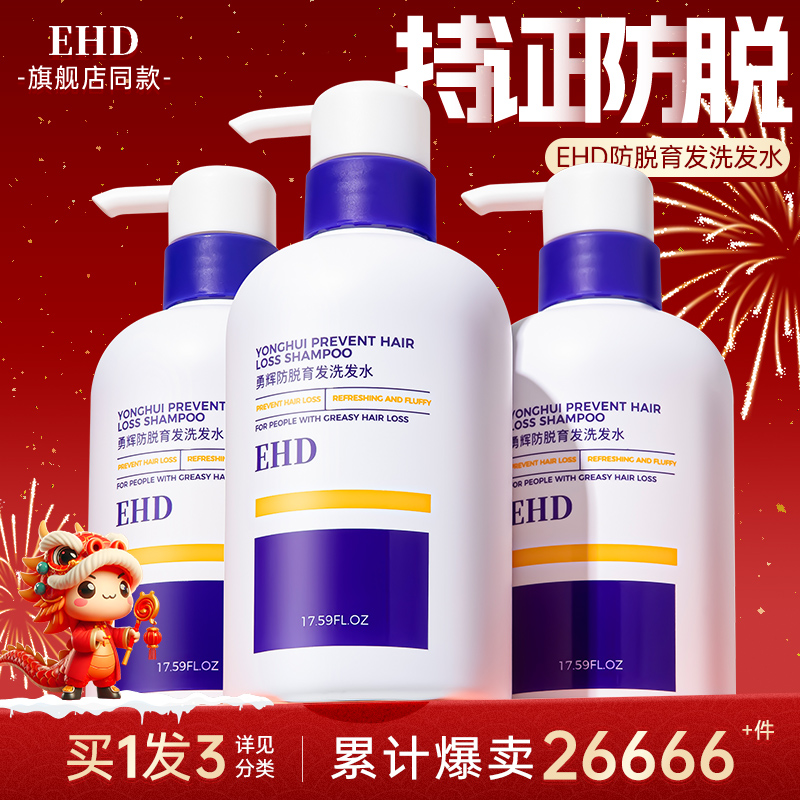 EHD
-旗舰店同款-
持证防脱
EHD防脱育发洗发水
YONGHUI PREVENT HAIR
LOSS SHAMPOO
勇辉防脱育发洗发水
PREVENT HAIR LOSS
REFRESHING AND FLUFFY
FOR PEOPLE WITH GREASY HAIR LOSS
EHD
17.59FL.OZ
YONGHUI PREVENT
LOSS SHAMPOO
勇辉防脱育发洗发水
PREVENT HAIR LOSS
REFRESHING
FOR PEOPLE WITH GREASY
EHD
17.59FL.OZ
YONGHUI PREVENT HAIR
LOSS SHAMPOO
勇辉防脱育发洗发水
PREVENT HAIR LOSS
REFRESHING AND FLUFFY
FOR PEOPLE WITH GREASY HAIR LOSS
EHD
17.59FL.OZ
买1发3
详见
分类
累计爆卖26666+件